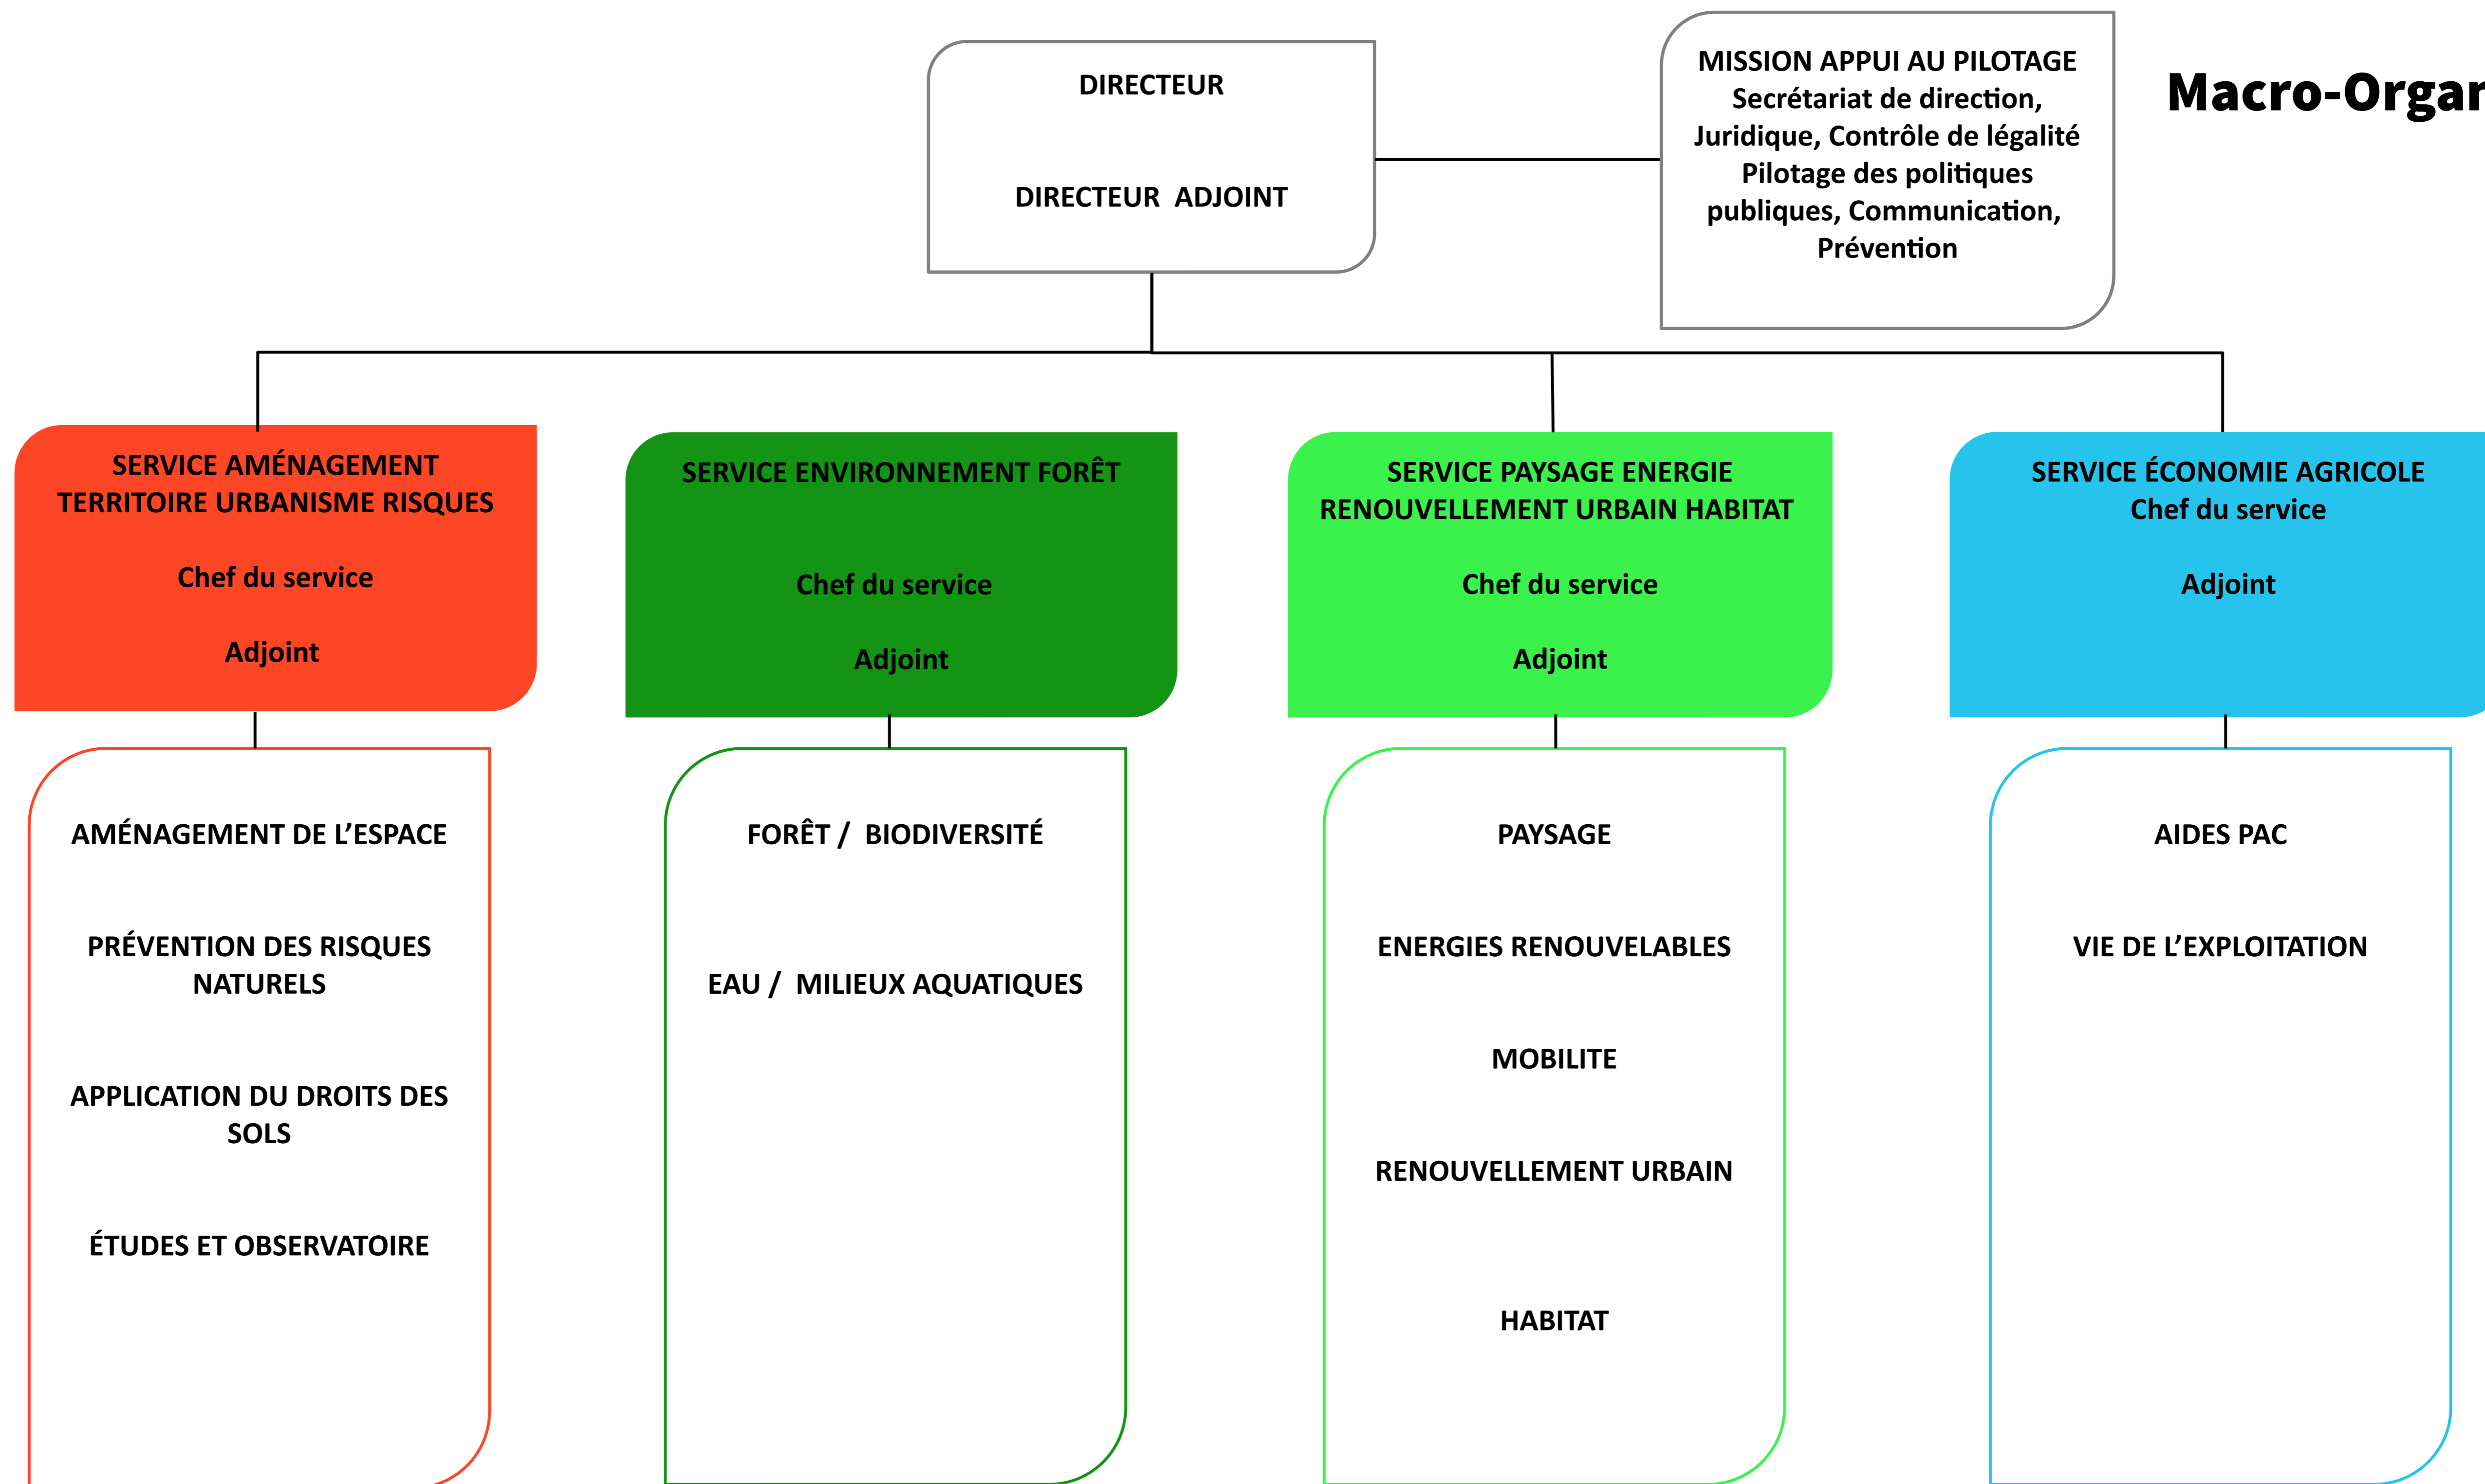 DIRECTEUR
DIRECTEUR ADJOINT
MISSION APPUI AU PILOTAGE
Secrétariat de direction,
Juridique, Contrôle de légalité
Pilotage des politiques
publiques, Communication,
Prévention
Macro-Organ
SERVICE AMÉNAGEMENT
TERRITOIRE URBANISME RISQUES
Chef du service
Adjoint
SERVICE ENVIRONNEMENT FORÊT
Chef du service
Adjoint
SERVICE PAYSAGE ENERGIE
RENOUVELLEMENT URBAIN HABITAT
Chef du service
Adjoint
SERVICE ÉCONOMIE AGRICOLE
Chef du service
Adjoint
AMÉNAGEMENT DE L’ESPACE
PRÉVENTION DES RISQUES
NATURELS
APPLICATION DU DROITS DES
SOLS
ÉTUDES ET OBSERVATOIRE
FORÊT / BIODIVERSITÉ
EAU / MILIEUX AQUATIQUES
PAYSAGE
ENERGIES RENOUVELABLES
MOBILITE
RENOUVELLEMENT URBAIN
HABITAT
AIDES PAC
VIE DE L’EXPLOITATION